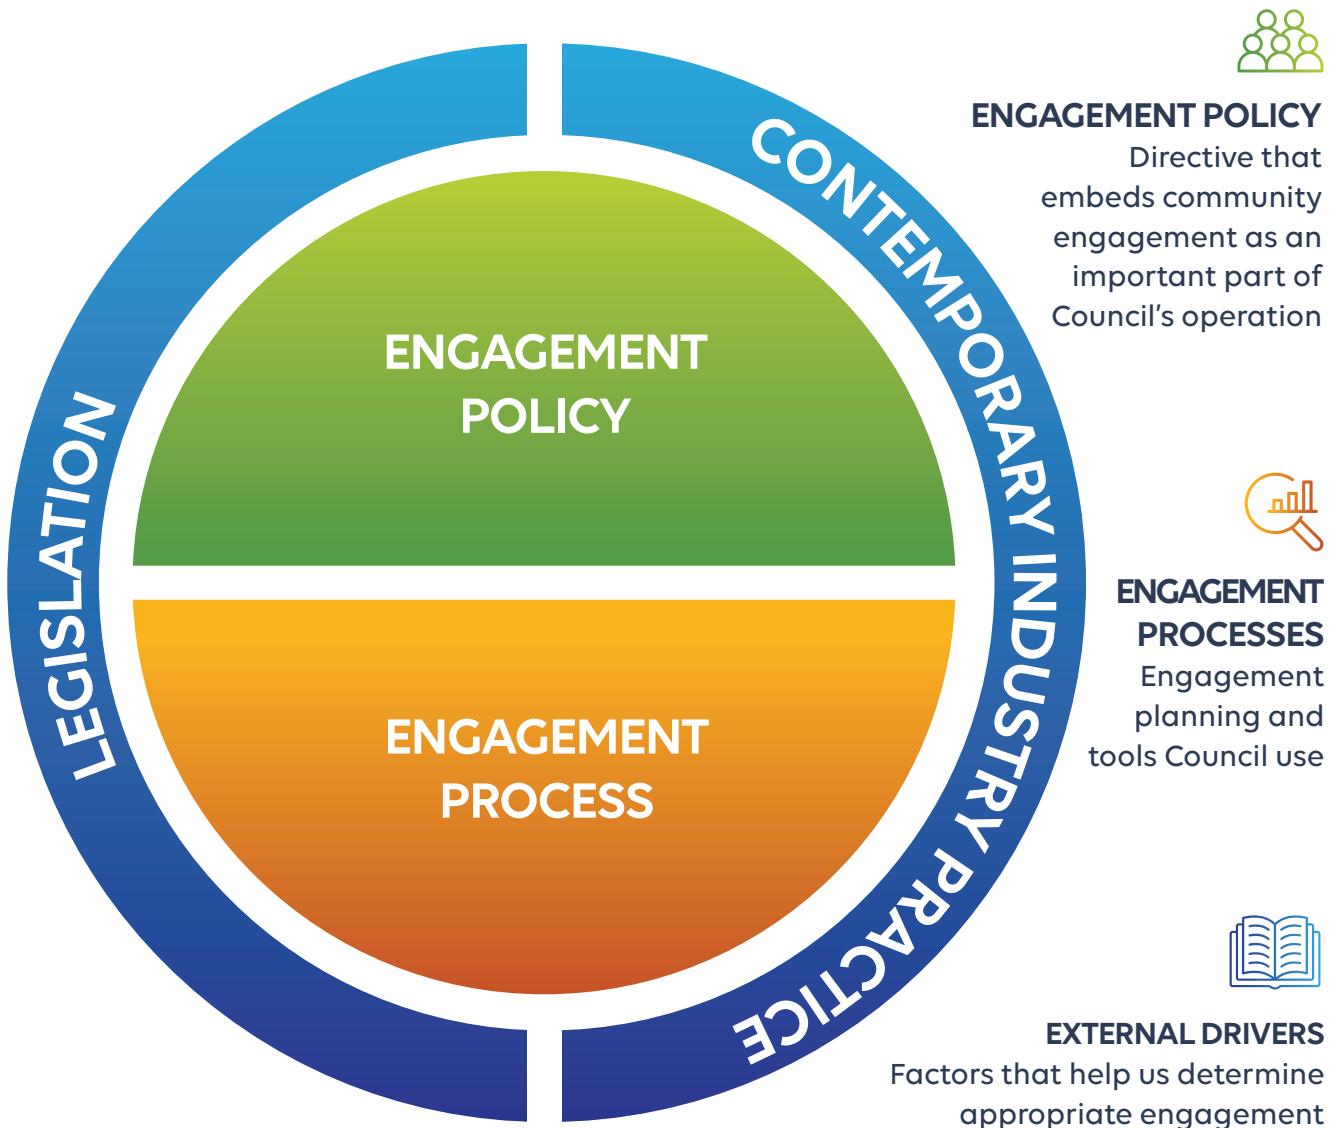 LEGISLATION
CONTEMPORARY INDUSTRY PRACTICE
ENGAGEMENT
POLICY
ENGAGEMENT
PROCESS
ENGAGEMENT POLICY
Directive that
embeds community
engagement as an
important part of
Council’s operation
ENGAGEMENT
PROCESSES
Engagement
planning and
tools Council use
EXTERNAL DRIVERS
Factors that help us determine
appropriate engagement